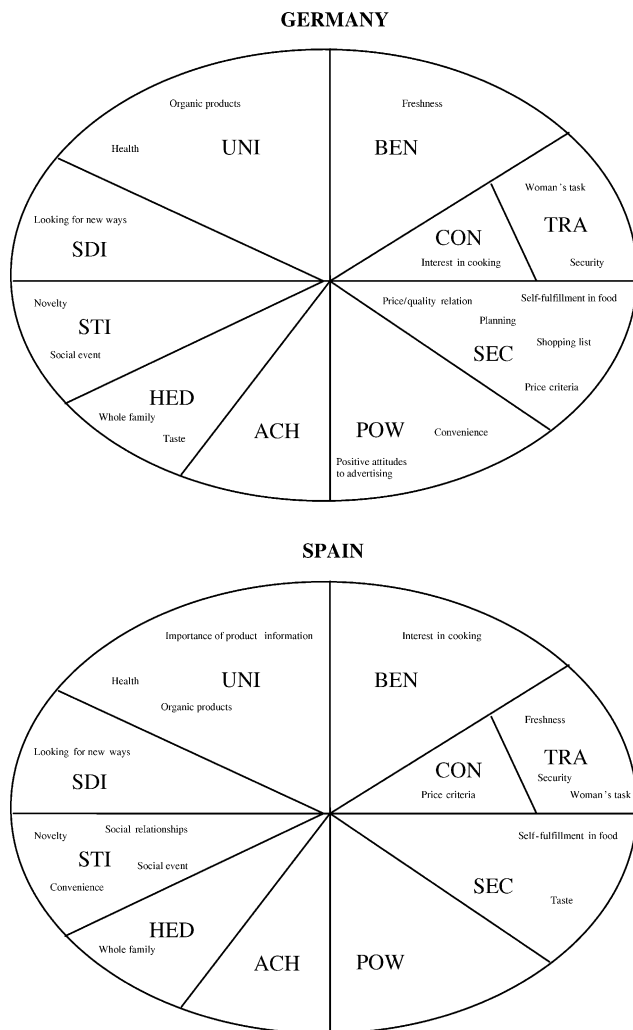 GERMANY
Organic products
Freshness
Health
UNI
BEN
Woman's task
Looking for new ways
SDI
CON
TRA
Interest in cooking
Security
Novelty
Price/quality relation
Self-fulfillment in food
STI
Planning
Social event
SEC
Shopping list
HED
Price criteria
Whole family
Taste
ACH
POW
Convenience
Positive attitudes
to advertising
SPAIN
Importance of product information
Interest in cooking
Health
UNI
BEN
Organic products
Freshness
Looking for new ways
SDI
CON
TRA
Security
Price criteria
Woman's task
Novelty
Social relationships
Self-fulfillment in food
STI
Social event
Convenience
SEC
Taste
HED
Whole family
ACH
POW